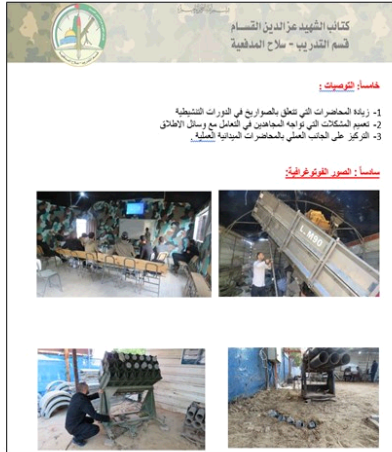 كتائب الشهيد عز الدين القسام
قسم التدريب - سلاح المدفعية
خامساً: التوصيات :
1- زيادة المحاضرات التي تتعلق بالصواريخ في الدورات التنشيطية
2- تعميم المشكلات التي تواجه المجاهدين في التعامل مع وسائل الاطلاق
3- التركيز على الجانب العملي بالمحاضرات الميدانية العملية .
سادساً : الصور الفوتوغرافية:
L.M90